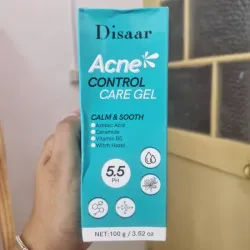 Disaar
Acne
CONTROL
CARE GEL
CALM & SOOTH
Azelaic Acid
Ceramide
Vitamin B5
Witch Hazel
5.5
PH
NET:100 g / 3.52 oz